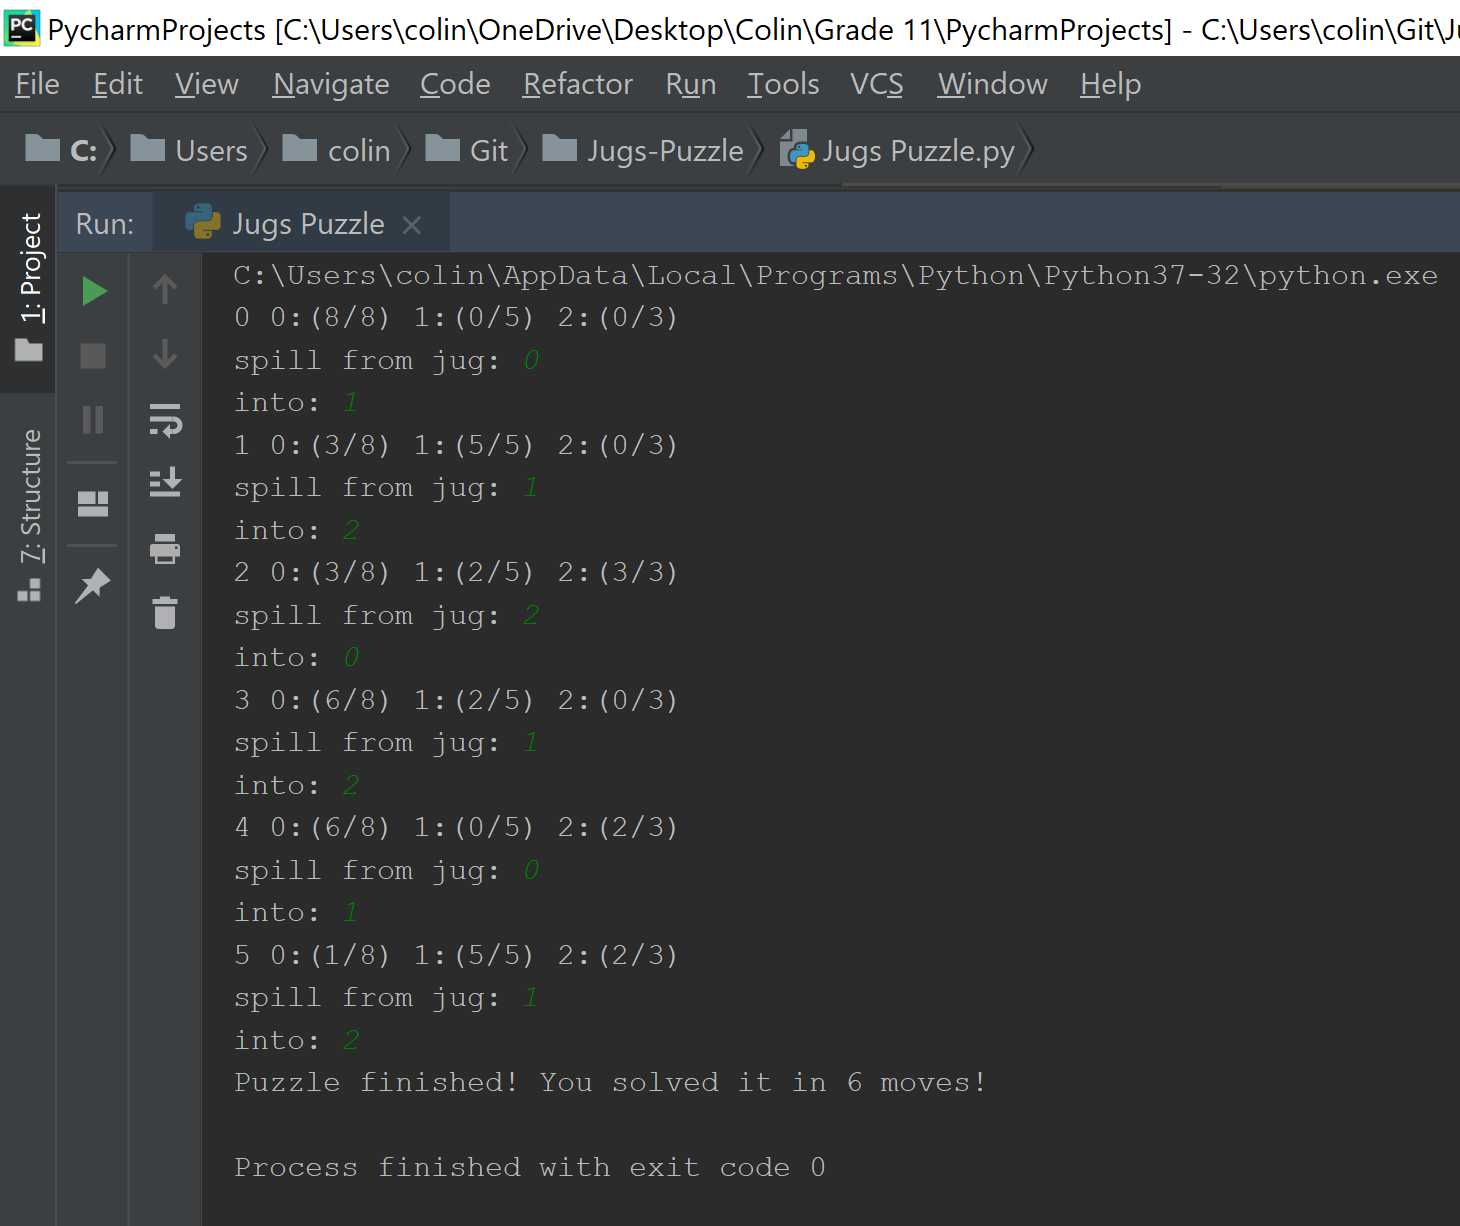 PC PycharmProjects [C:\Users\colin\OneDrive\Desktop\Colin\Grade 11\PycharmProjects] - C:\Users\colin\Git\
File Edit View Navigate Code Refactor Run Tools VCS Window Help
C: Users colin Git Jugs-Puzzle Jugs Puzzle.py
1: Project
7: Structure
Run: Jugs Puzzle
C:\Users\colin\AppData\Local\Programs\Python\Python37-32\python.exe
0 0:(8/8) 1:(0/5) 2:(0/3)
spill from jug: 0
into: 1
1 0:(3/8) 1:(5/5) 2:(0/3)
spill from jug: 1
into: 2
2 0:(3/8) 1:(2/5) 2:(3/3)
spill from jug: 2
into: 0
3 0:(6/8) 1:(2/5) 2:(0/3)
spill from jug: 1
into: 2
4 0:(6/8) 1:(0/5) 2:(2/3)
spill from jug: 0
into: 1
5 0:(1/8) 1:(5/5) 2:(2/3)
spill from jug: 1
into: 2
Puzzle finished! You solved it in 6 moves!
Process finished with exit code 0